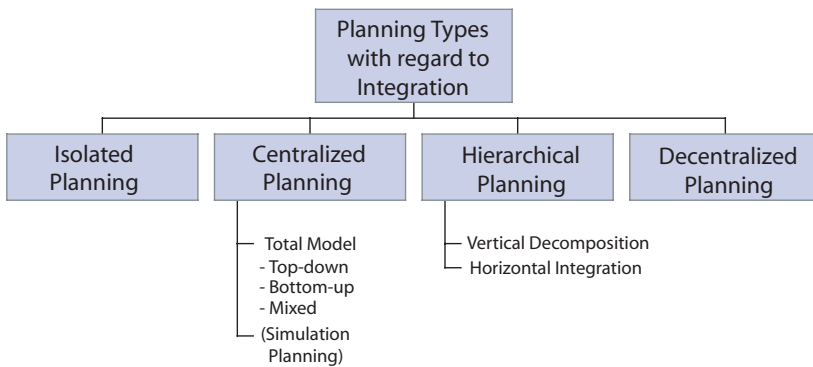 Planning Types
with regard to
Integration
Isolated
Planning
Centralized
Planning
Hierarchical
Planning
Decentralized
Planning
Total Model
- Top-down
- Bottom-up
- Mixed
(Simulation
Planning)
Vertical Decomposition
Horizontal Integration